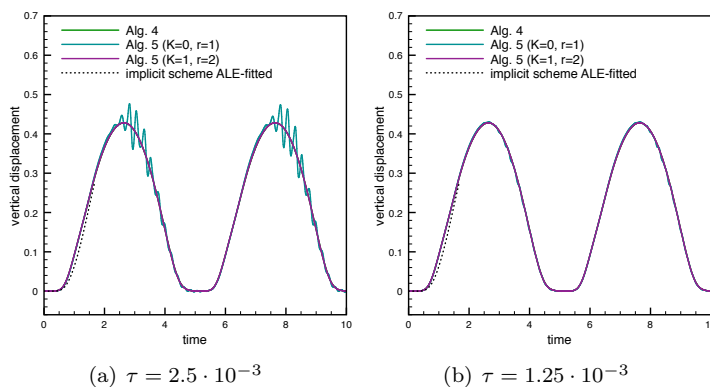 0.7
Alg. 4
Alg. 5 (K=0, r=1)
Alg. 5 (K=1, r=2)
implicit scheme ALE-fitted
0.6
0.5
0.4
0.3
0.2
0.1
0
vertical displacement
0 2 4 6 8 10
time
(a) τ = 2.5 · 10⁻³
0.7
Alg. 4
Alg. 5 (K=0, r=1)
Alg. 5 (K=1, r=2)
implicit scheme ALE-fitted
0.6
0.5
0.4
0.3
0.2
0.1
0
vertical displacement
0 2 4 6 8 10
time
(b) τ = 1.25 · 10⁻³